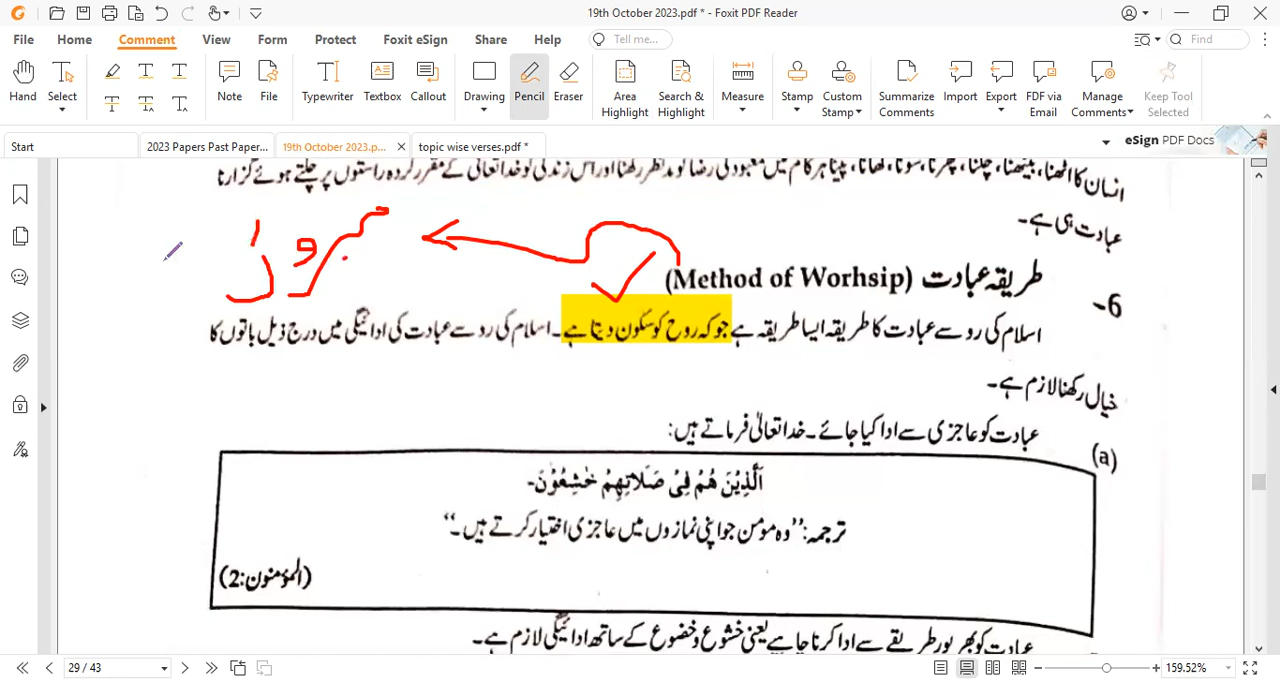 19th October 2023.pdf * - Foxit PDF Reader
File Home Comment View Form Protect Foxit eSign Share Help Tell me... Find
Hand Select Note File Typewriter Textbox Callout Drawing Pencil Eraser Area Highlight Search & Highlight Measure Stamp Custom Stamp Summarize Comments Import Export FDF via Email Manage Comments Keep Tool Selected
Start 2023 Papers Past Paper... 19th October 2023.p... topic wise verses.pdf * eSign PDF Docs
انسان کا اٹھنا، بیٹھنا، چلنا، پھرنا، سونا، کھانا، پینا ہر کام میں معبود کی رضا کو مدنظر رکھنا اور اس زندگی کو خدا تعالیٰ کے مقرر کردہ راستوں پر چلتے ہوئے گزارنا
عبادت ہی ہے۔
6- طریقہ عبادت (Method of Worhsip)
اسلام کی رو سے عبادت کا طریقہ ایسا طریقہ ہے جو کہ روح کو سکون دیتا ہے۔ اسلام کی رو سے عبادت کی ادائیگی میں درج ذیل باتوں کا
خیال رکھنا لازم ہے۔
(a) عبادت کو عاجزی سے ادا کیا جائے۔ خدا تعالیٰ فرماتے ہیں:
الَّذِيْنَ هُمْ فِيْ صَلَاتِهِمْ خٰشِعُوْنَ۔
ترجمہ: ’’وہ مومن جو اپنی نمازوں میں عاجزی اختیار کرتے ہیں۔‘‘
(المؤمنون:2)
عبادت کو بھرپور طریقے سے ادا کرنا چاہیے یعنی خشوع و خضوع کے ساتھ ادائیگی لازم ہے۔
29 / 43 159.52%